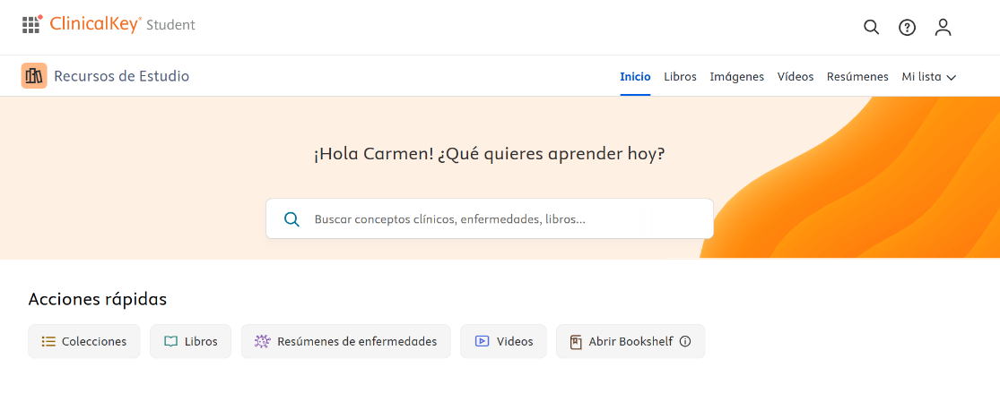 ClinicalKey® Student
Recursos de Estudio
Inicio Libros Imágenes Vídeos Resúmenes Mi lista
¡Hola Carmen! ¿Qué quieres aprender hoy?
Buscar conceptos clínicos, enfermedades, libros...
Acciones rápidas
Colecciones Libros Resúmenes de enfermedades Videos Abrir Bookshelf